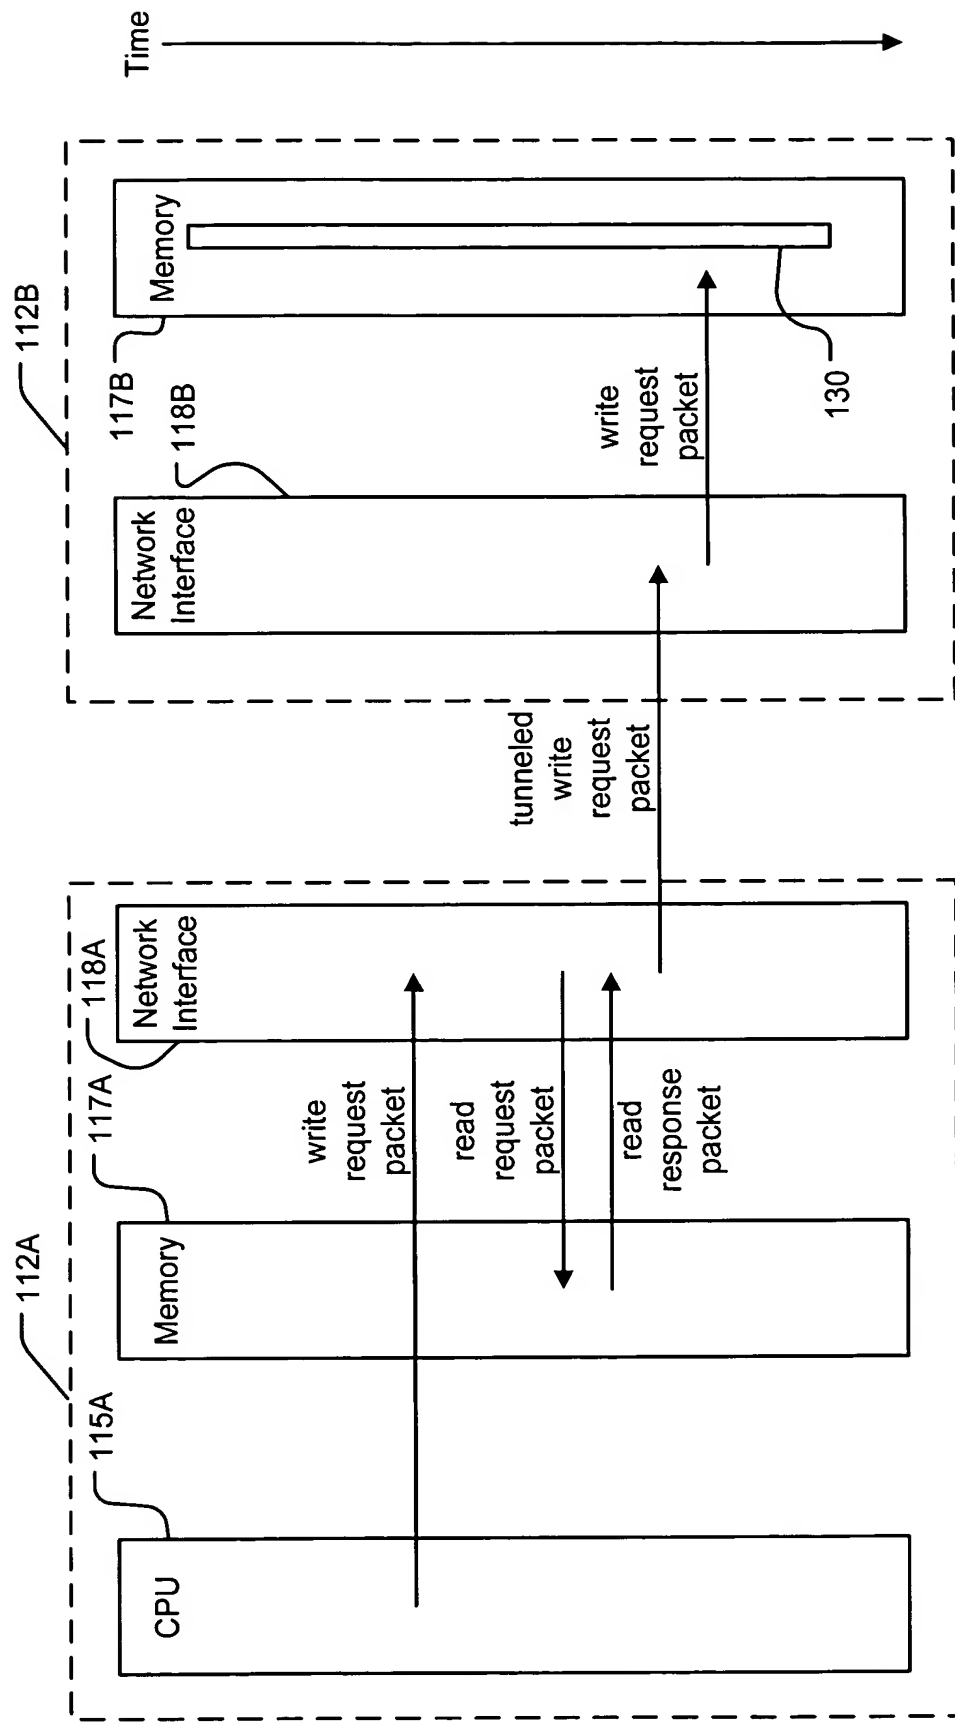 112A
112B
115A
117A
118A
118B
117B
Time
CPU
Memory
Network
Interface
Network
Interface
Memory
write
request
packet
read
request
packet
read
response
packet
tunneled
write
request
packet
write
request
packet
130